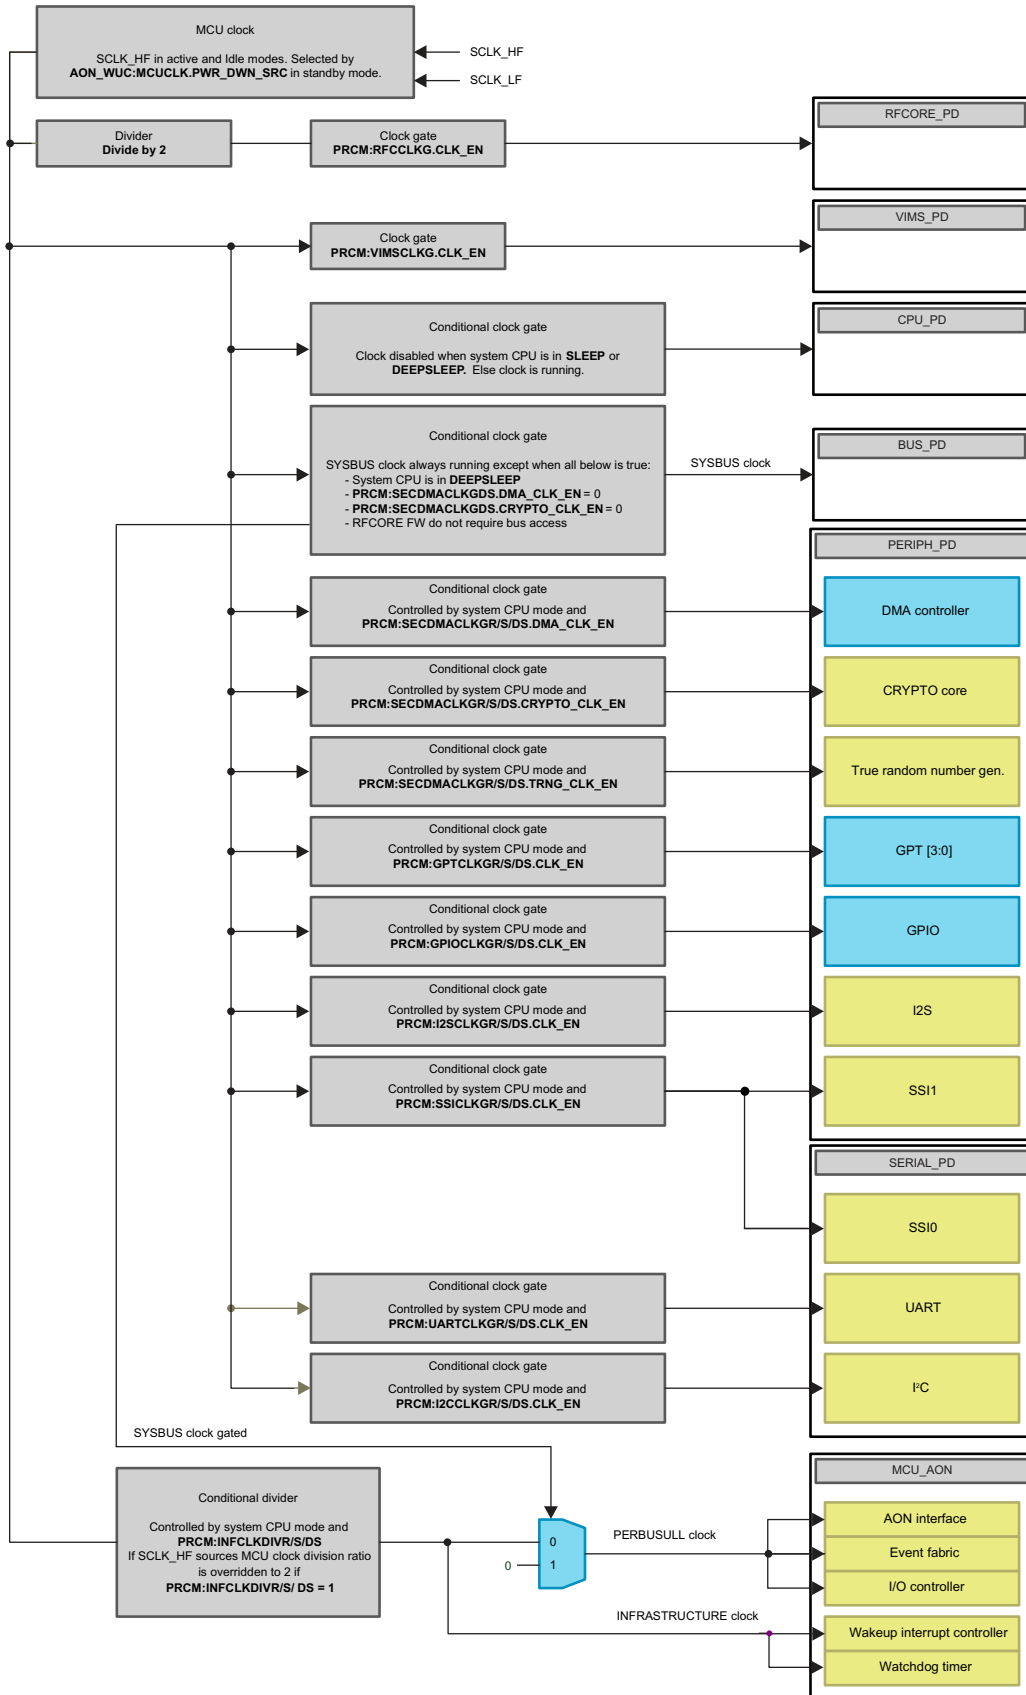 MCU clock
SCLK_HF in active and Idle modes. Selected by
AON_WUC:MCUCLK.PWR_DWN_SRC in standby mode.
SCLK_HF
SCLK_LF
Divider
Divide by 2
Clock gate
PRCM:RFCCLKG.CLK_EN
RFCORE_PD
Clock gate
PRCM:VIMSCLKG.CLK_EN
VIMS_PD
Conditional clock gate
Clock disabled when system CPU is in SLEEP or
DEEPSLEEP. Else clock is running.
CPU_PD
Conditional clock gate
SYSBUS clock always running except when all below is true:
- System CPU is in DEEPSLEEP
- PRCM:SECDMACLKGDS.DMA_CLK_EN = 0
- PRCM:SECDMACLKGDS.CRYPTO_CLK_EN = 0
- RFCORE FW do not require bus access
SYSBUS clock
BUS_PD
PERIPH_PD
Conditional clock gate
Controlled by system CPU mode and
PRCM:SECDMACLKGR/S/DS.DMA_CLK_EN
DMA controller
Conditional clock gate
Controlled by system CPU mode and
PRCM:SECDMACLKGR/S/DS.CRYPTO_CLK_EN
CRYPTO core
Conditional clock gate
Controlled by system CPU mode and
PRCM:SECDMACLKGR/S/DS.TRNG_CLK_EN
True random number gen.
Conditional clock gate
Controlled by system CPU mode and
PRCM:GPTCLKGR/S/DS.CLK_EN
GPT [3:0]
Conditional clock gate
Controlled by system CPU mode and
PRCM:GPIOCLKGR/S/DS.CLK_EN
GPIO
Conditional clock gate
Controlled by system CPU mode and
PRCM:I2SCLKGR/S/DS.CLK_EN
I2S
Conditional clock gate
Controlled by system CPU mode and
PRCM:SSICLKGR/S/DS.CLK_EN
SSI1
SERIAL_PD
SSI0
Conditional clock gate
Controlled by system CPU mode and
PRCM:UARTCLKGR/S/DS.CLK_EN
UART
Conditional clock gate
Controlled by system CPU mode and
PRCM:I2CCLKGR/S/DS.CLK_EN
I²C
SYSBUS clock gated
MCU_AON
Conditional divider
Controlled by system CPU mode and
PRCM:INFCLKDIVR/S/DS
If SCLK_HF sources MCU clock division ratio
is overridden to 2 if
PRCM:INFCLKDIVR/S/ DS = 1
0
0
1
PERBUSULL clock
AON interface
Event fabric
I/O controller
INFRASTRUCTURE clock
Wakeup interrupt controller
Watchdog timer